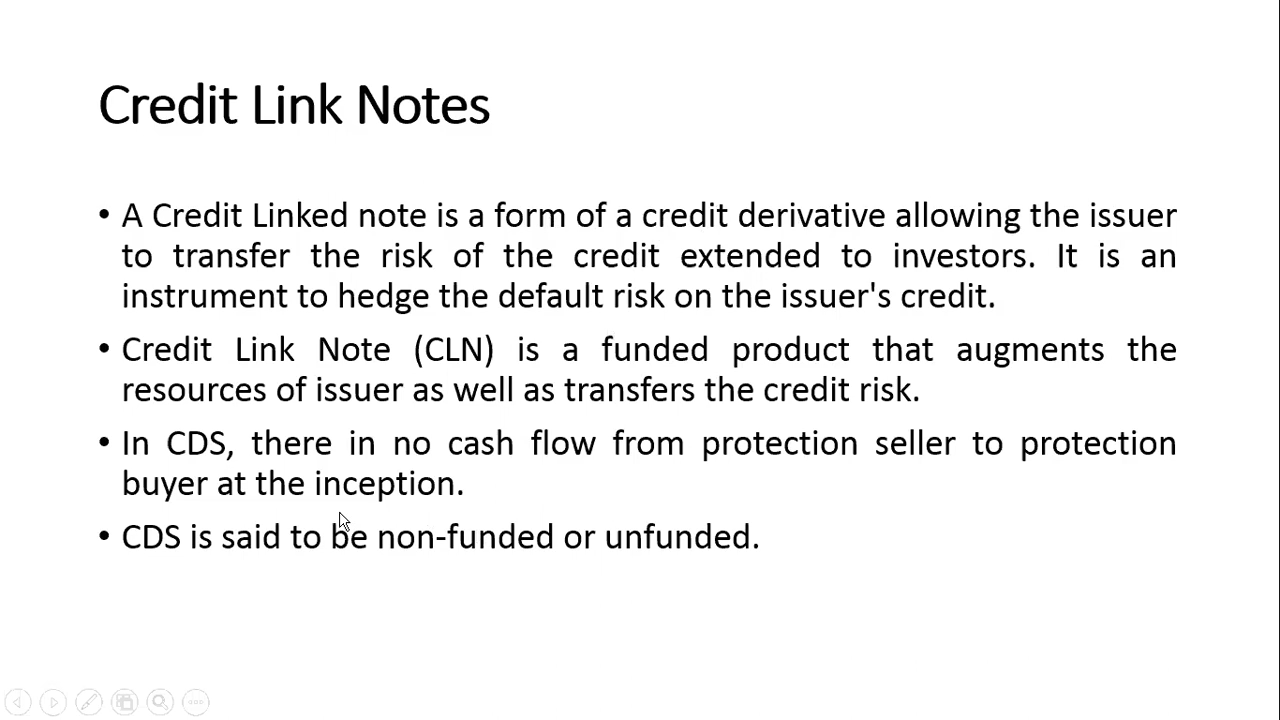 Credit Link Notes
• A Credit Linked note is a form of a credit derivative allowing the issuer
to transfer the risk of the credit extended to investors. It is an
instrument to hedge the default risk on the issuer's credit.
• Credit Link Note (CLN) is a funded product that augments the
resources of issuer as well as transfers the credit risk.
• In CDS, there in no cash flow from protection seller to protection
buyer at the inception.
• CDS is said to be non-funded or unfunded.